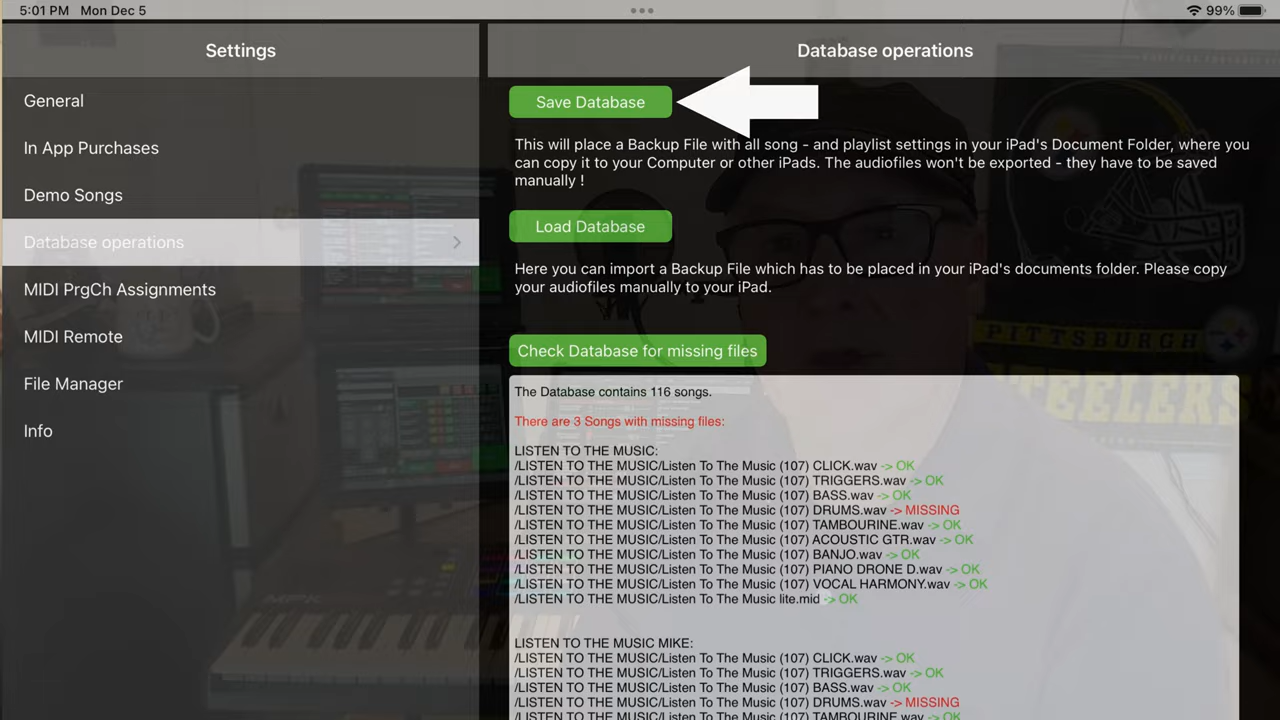 5:01 PM Mon Dec 5
99%
Settings
Database operations
General
In App Purchases
Demo Songs
Database operations
MIDI PrgCh Assignments
MIDI Remote
File Manager
Info
Save Database
This will place a Backup File with all song - and playlist settings in your iPad's Document Folder, where you
can copy it to your Computer or other iPads. The audiofiles won't be exported - they have to be saved
manually !
Load Database
Here you can import a Backup File which has to be placed in your iPad's documents folder. Please copy
your audiofiles manually to your iPad.
PITTSBURGH
Check Database for missing files
The Database contains 116 songs.
There are 3 Songs with missing files:
LISTEN TO THE MUSIC:
/LISTEN TO THE MUSIC/Listen To The Music (107) CLICK.wav -> OK
/LISTEN TO THE MUSIC/Listen To The Music (107) TRIGGERS.wav -> OK
/LISTEN TO THE MUSIC/Listen To The Music (107) BASS.wav -> OK
/LISTEN TO THE MUSIC/Listen To The Music (107) DRUMS.wav -> MISSING
/LISTEN TO THE MUSIC/Listen To The Music (107) TAMBOURINE.wav -> OK
/LISTEN TO THE MUSIC/Listen To The Music (107) ACOUSTIC GTR.wav -> OK
/LISTEN TO THE MUSIC/Listen To The Music (107) BANJO.wav -> OK
/LISTEN TO THE MUSIC/Listen To The Music (107) PIANO DRONE D.wav -> OK
/LISTEN TO THE MUSIC/Listen To The Music (107) VOCAL HARMONY.wav -> OK
/LISTEN TO THE MUSIC/Listen To The Music lite.mid -> OK
LISTEN TO THE MUSIC MIKE:
/LISTEN TO THE MUSIC/Listen To The Music (107) CLICK.wav -> OK
/LISTEN TO THE MUSIC/Listen To The Music (107) TRIGGERS.wav -> OK
/LISTEN TO THE MUSIC/Listen To The Music (107) BASS.wav -> OK
/LISTEN TO THE MUSIC/Listen To The Music (107) DRUMS.wav -> MISSING
/LISTEN TO THE MUSIC/Listen To The Music (107) TAMBOURINE.wav -> OK